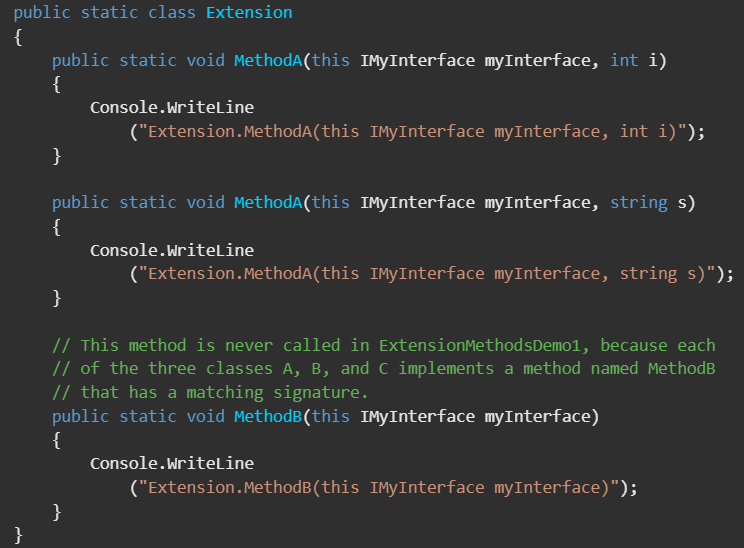 public static class Extension
{
    public static void MethodA(this IMyInterface myInterface, int i)
    {
        Console.WriteLine
            ("Extension.MethodA(this IMyInterface myInterface, int i)");
    }

    public static void MethodA(this IMyInterface myInterface, string s)
    {
        Console.WriteLine
            ("Extension.MethodA(this IMyInterface myInterface, string s)");
    }

    // This method is never called in ExtensionMethodsDemo1, because each
    // of the three classes A, B, and C implements a method named MethodB
    // that has a matching signature.
    public static void MethodB(this IMyInterface myInterface)
    {
        Console.WriteLine
            ("Extension.MethodB(this IMyInterface myInterface)");
    }
}